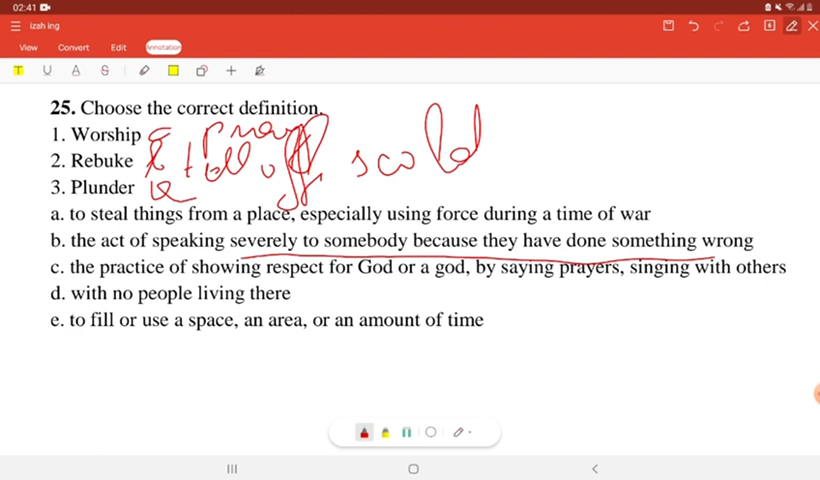 02:41
izah ing
View Convert Edit Annotation
T U A S
25. Choose the correct definition.
1. Worship pray
2. Rebuke tell off scold
3. Plunder
a. to steal things from a place, especially using force during a time of war
b. the act of speaking severely to somebody because they have done something wrong
c. the practice of showing respect for God or a god, by saying prayers, singing with others
d. with no people living there
e. to fill or use a space, an area, or an amount of time